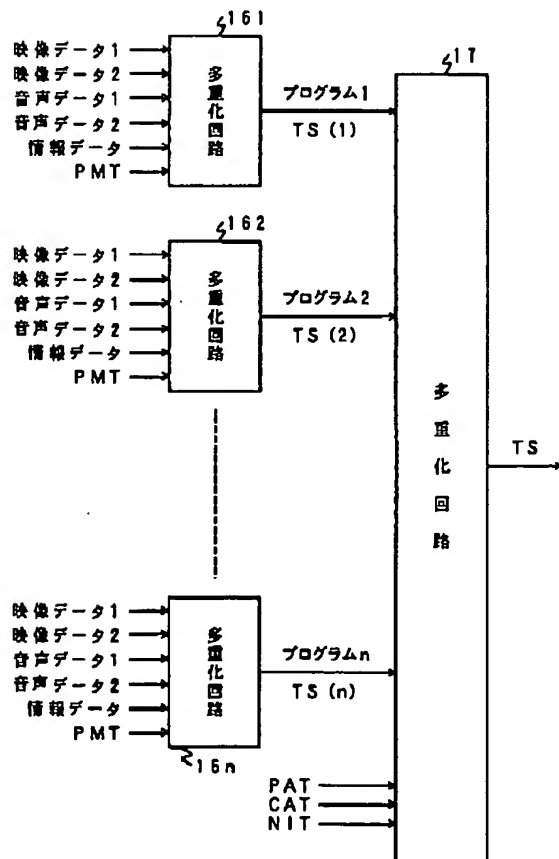 161
映像データ1
映像データ2
音声データ1
音声データ2
情報データ
PMT
多重化回路
プログラム1
TS(1)
17
162
映像データ1
映像データ2
音声データ1
音声データ2
情報データ
PMT
多重化回路
プログラム2
TS(2)
多重化回路
TS
映像データ1
映像データ2
音声データ1
音声データ2
情報データ
PMT
多重化回路
プログラムn
TS(n)
16n
PAT
CAT
NIT